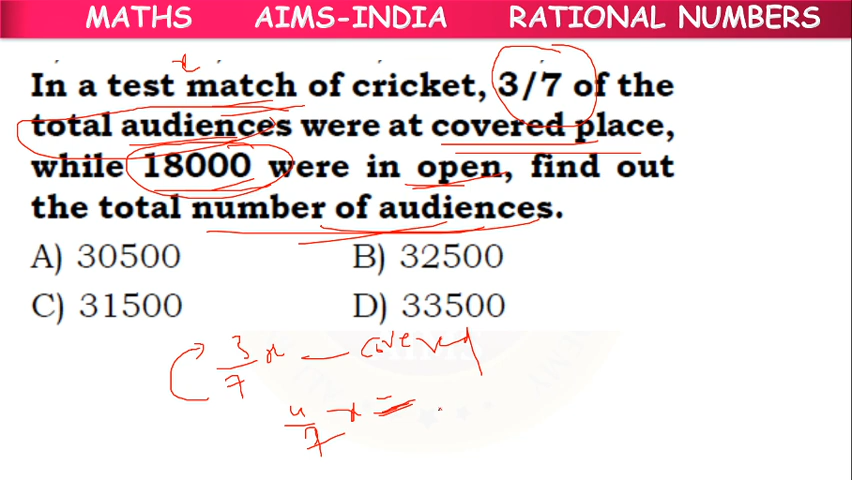 MATHS AIMS-INDIA RATIONAL NUMBERS
x
In a test match of cricket, 3/7 of the
total audiences were at covered place,
while 18000 were in open, find out
the total number of audiences.
A) 30500 B) 32500
C) 31500 D) 33500
3/7 x — covered
4/7 x =